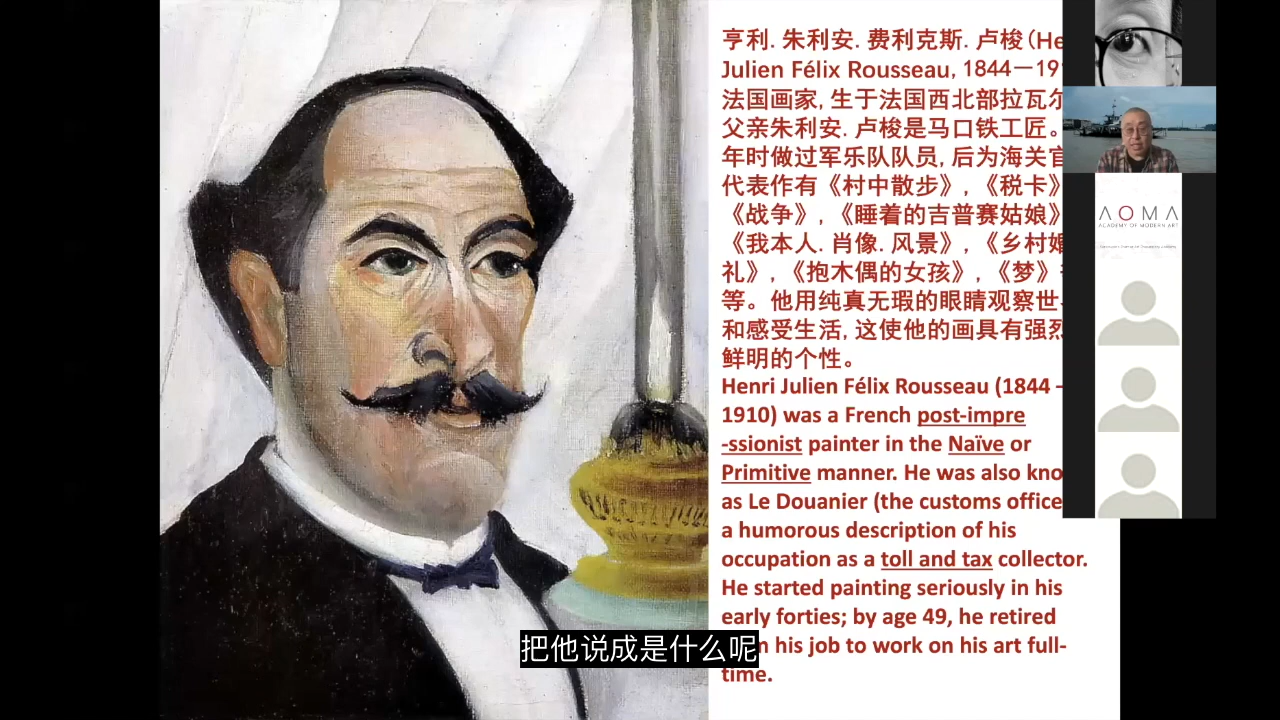 亨利. 朱利安. 费利克斯. 卢梭（He
Julien Félix Rousseau, 1844—19
法国画家, 生于法国西北部拉瓦尔
父亲朱利安. 卢梭是马口铁工匠。
年时做过军乐队队员, 后为海关官
代表作有《村中散步》, 《税卡》
《战争》, 《睡着的吉普赛姑娘》
《我本人. 肖像. 风景》, 《乡村婚
礼》, 《抱木偶的女孩》, 《梦》
等。他用纯真无瑕的眼睛观察世
和感受生活, 这使他的画具有强烈
鲜明的个性。
Henri Julien Félix Rousseau (1844 –
1910) was a French post-impre
-ssionist painter in the Naïve or
Primitive manner. He was also kno
as Le Douanier (the customs office
a humorous description of his
occupation as a toll and tax collector.
He started painting seriously in his
early forties; by age 49, he retired
his job to work on his art full-
time.
把他说成是什么呢
AOMA
ACADEMY OF MODERN ART